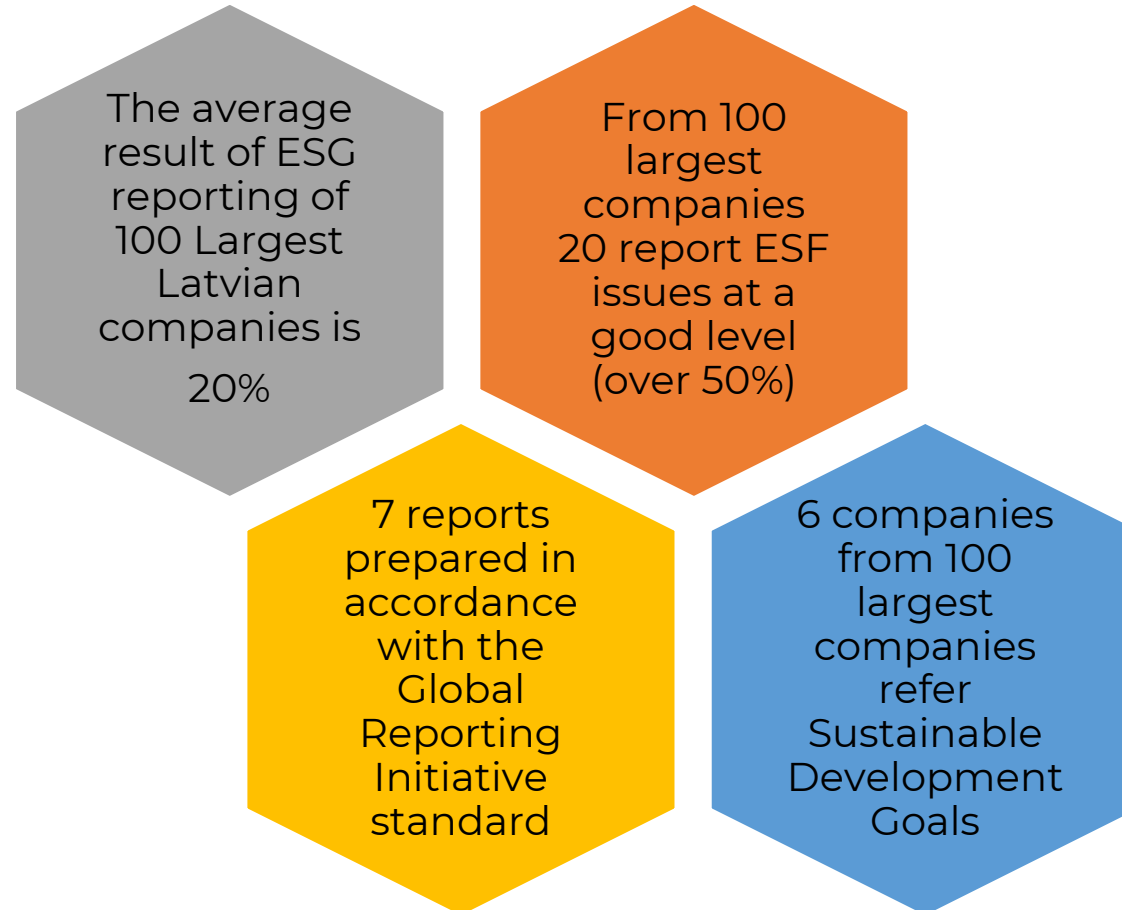 The average
result of ESG
reporting of
100 Largest
Latvian
companies is
20%
From 100
largest
companies
20 report ESF
issues at a
good level
(over 50%)
7 reports
prepared in
accordance
with the
Global
Reporting
Initiative
standard
6 companies
from 100
largest
companies
refer
Sustainable
Development
Goals